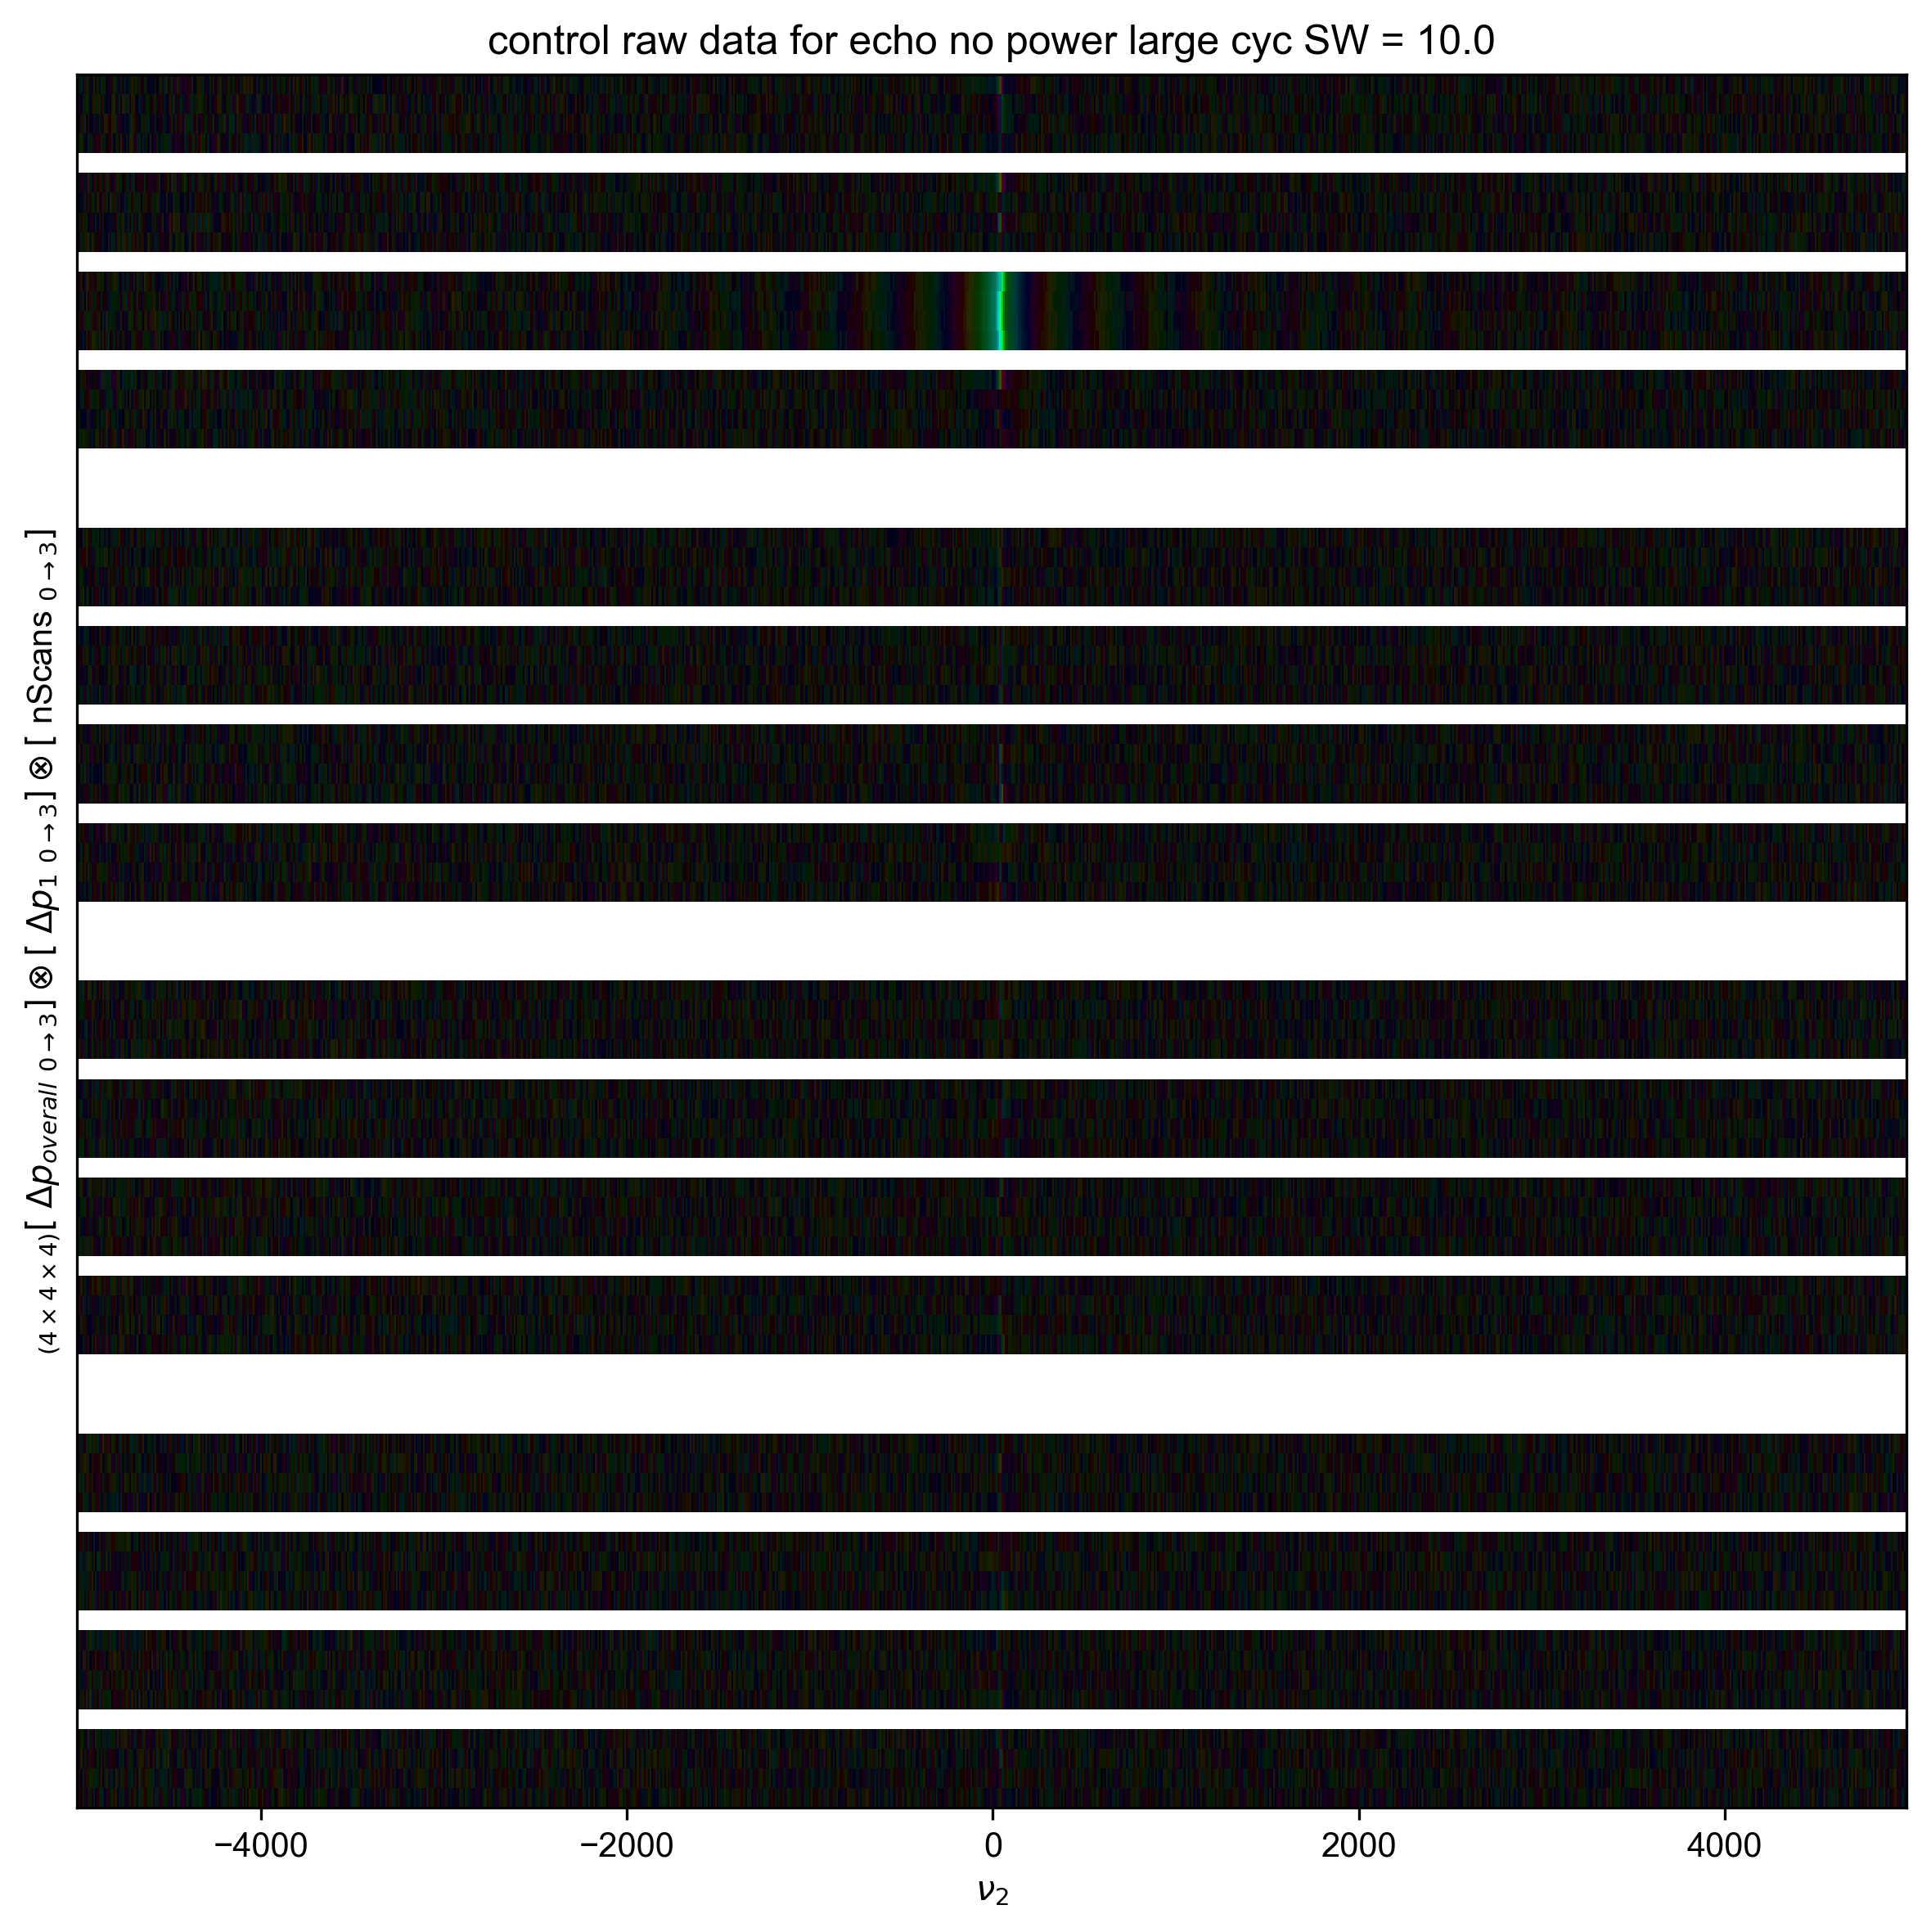 control raw data for echo no power large cyc SW = 10.0
(4 × 4 × 4)[ Δp_overall 0→3] ⊗ [ Δp_1 0→3] ⊗ [ nScans 0→3]
−4000 −2000 0 2000 4000
ν_2